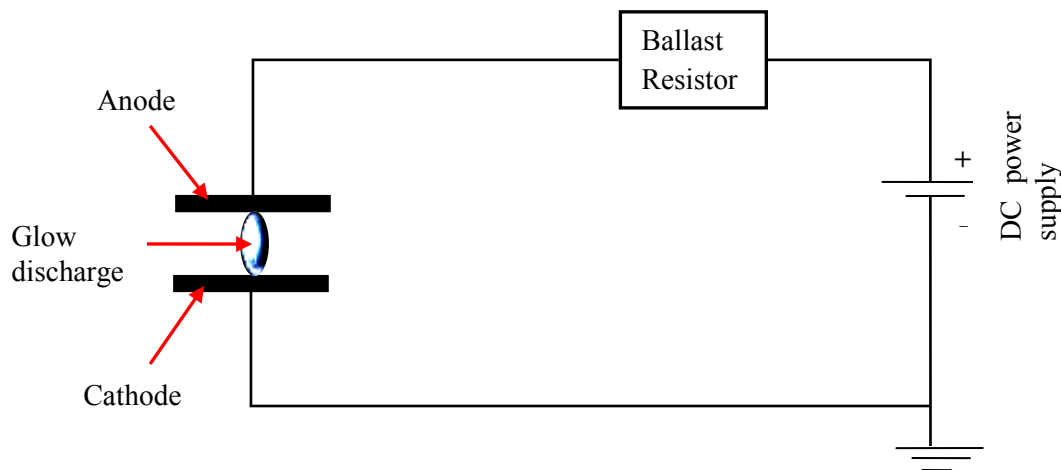 Ballast
Resistor
Anode
Glow
discharge
Cathode
+
-
DC power
supply